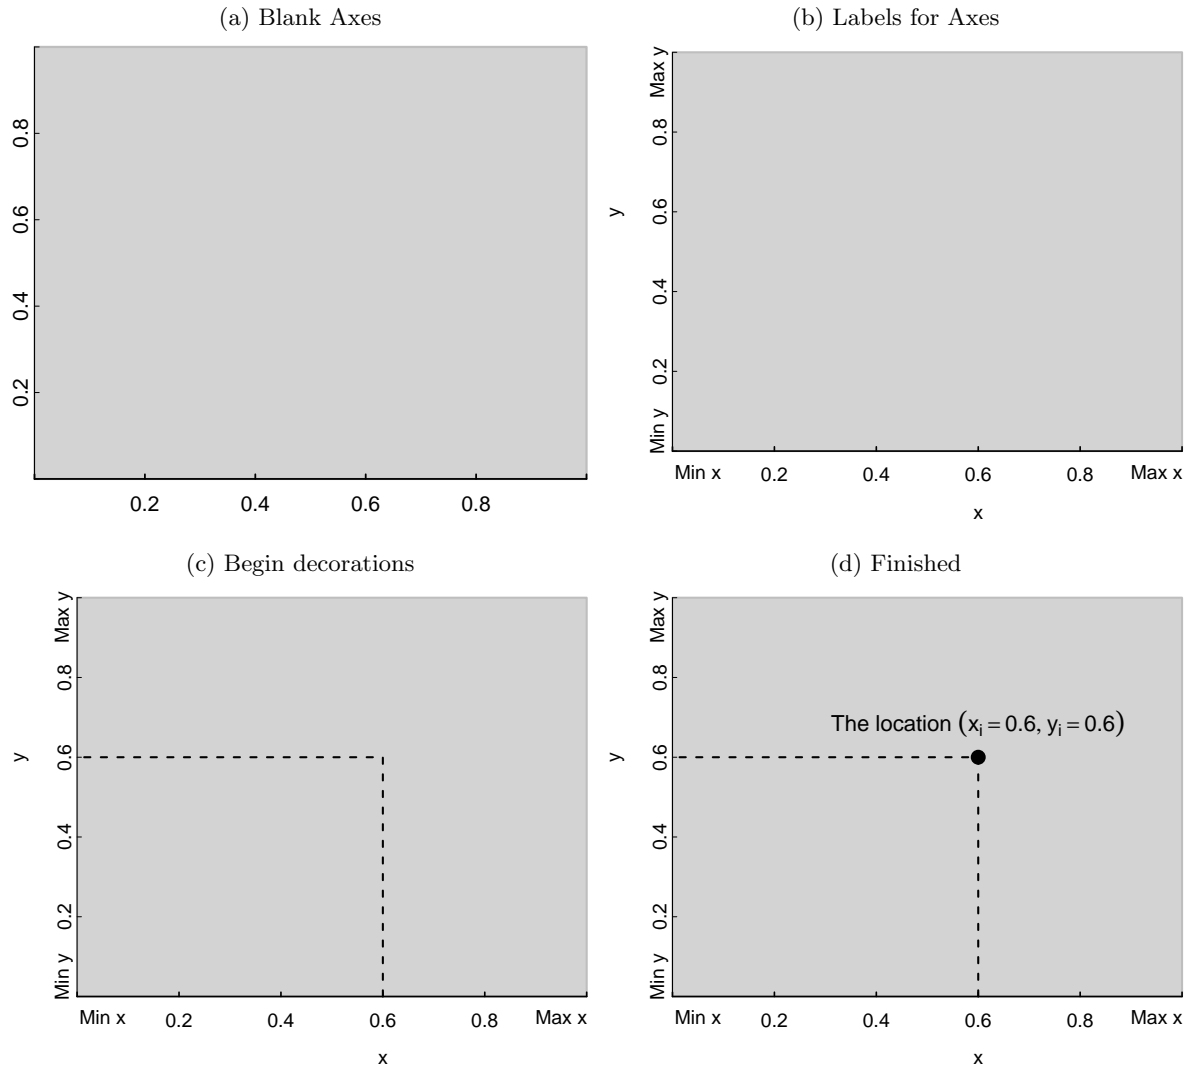 (a) Blank Axes
0.8
0.6
0.4
0.2
0.2 0.4 0.6 0.8
(b) Labels for Axes
Max y
0.8
0.6
y
0.4
0.2
Min y
Min x 0.2 0.4 0.6 0.8 Max x
x
(c) Begin decorations
Max y
0.8
0.6
y
0.4
0.2
Min y
Min x 0.2 0.4 0.6 0.8 Max x
x
(d) Finished
Max y
0.8
The location (xᵢ = 0.6, yᵢ = 0.6)
0.6
y
0.4
0.2
Min y
Min x 0.2 0.4 0.6 0.8 Max x
x